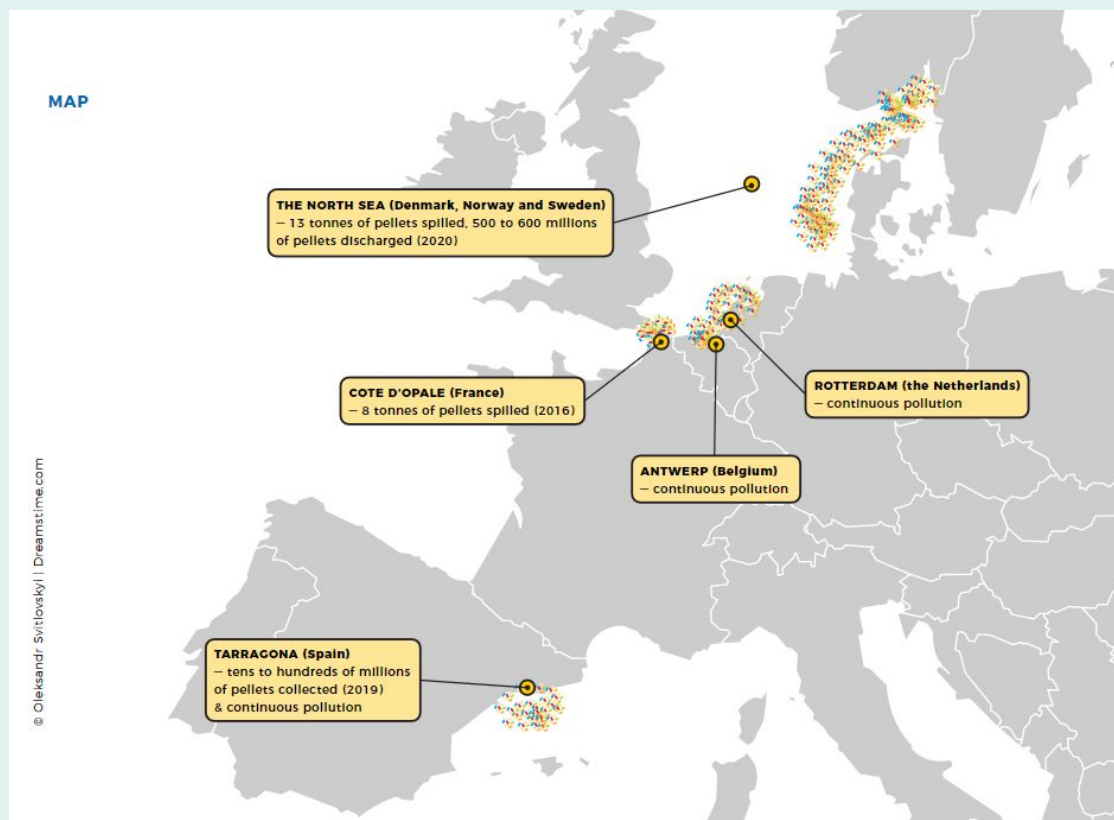 MAP
THE NORTH SEA (Denmark, Norway and Sweden)
– 13 tonnes of pellets spilled, 500 to 600 millions
of pellets discharged (2020)
COTE D'OPALE (France)
– 8 tonnes of pellets spilled (2016)
ROTTERDAM (the Netherlands)
– continuous pollution
ANTWERP (Belgium)
– continuous pollution
TARRAGONA (Spain)
– tens to hundreds of millions
of pellets collected (2019)
& continuous pollution
© Oleksandr Svitlovskyi | Dreamstime.com